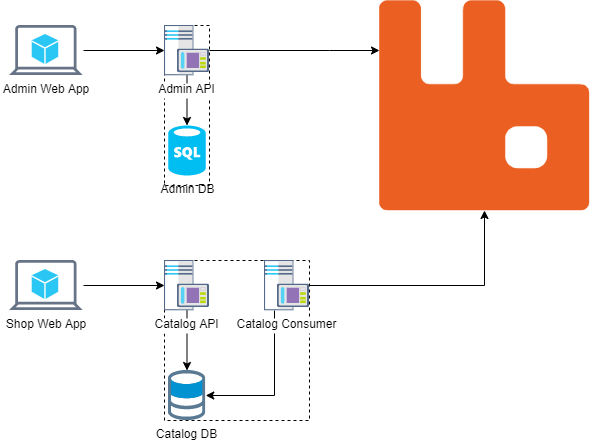 Admin Web App
Admin API
SQL
Admin DB
Shop Web App
Catalog API
Catalog Consumer
Catalog DB